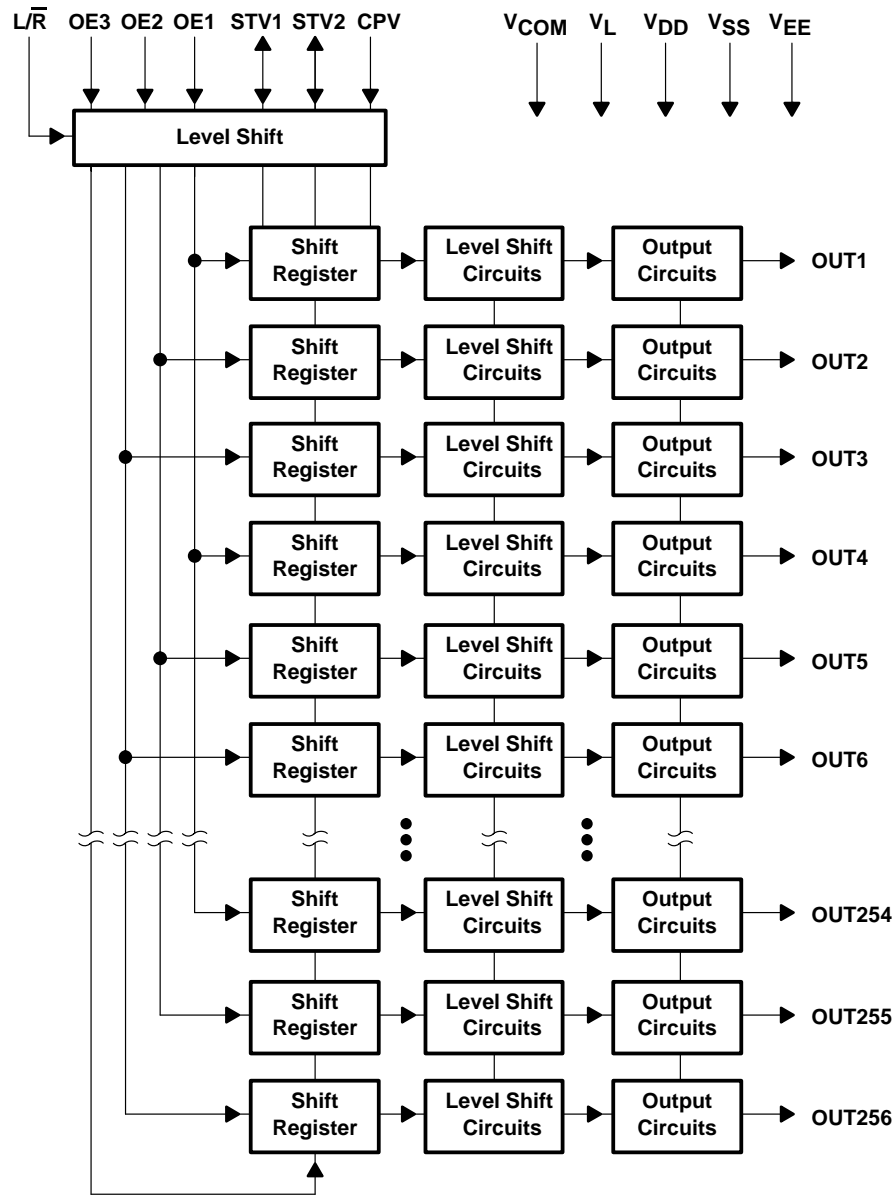 L/R̅ OE3 OE2 OE1 STV1 STV2 CPV VCOM VL VDD VSS VEE
Level Shift
Shift Register Level Shift Circuits Output Circuits OUT1
Shift Register Level Shift Circuits Output Circuits OUT2
Shift Register Level Shift Circuits Output Circuits OUT3
Shift Register Level Shift Circuits Output Circuits OUT4
Shift Register Level Shift Circuits Output Circuits OUT5
Shift Register Level Shift Circuits Output Circuits OUT6
Shift Register Level Shift Circuits Output Circuits OUT254
Shift Register Level Shift Circuits Output Circuits OUT255
Shift Register Level Shift Circuits Output Circuits OUT256